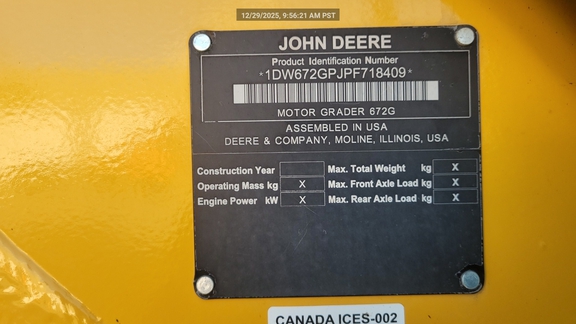 12/29/2025, 9:56:21 AM PST
JOHN DEERE
Product Identification Number
*1DW672GPJPF718409*
MOTOR GRADER 672G
ASSEMBLED IN USA
DEERE & COMPANY, MOLINE, ILLINOIS, USA
Construction Year Max. Total Weight kg X
Operating Mass kg X Max. Front Axle Load kg X
Engine Power kW X Max. Rear Axle Load kg X
CANADA ICES-002